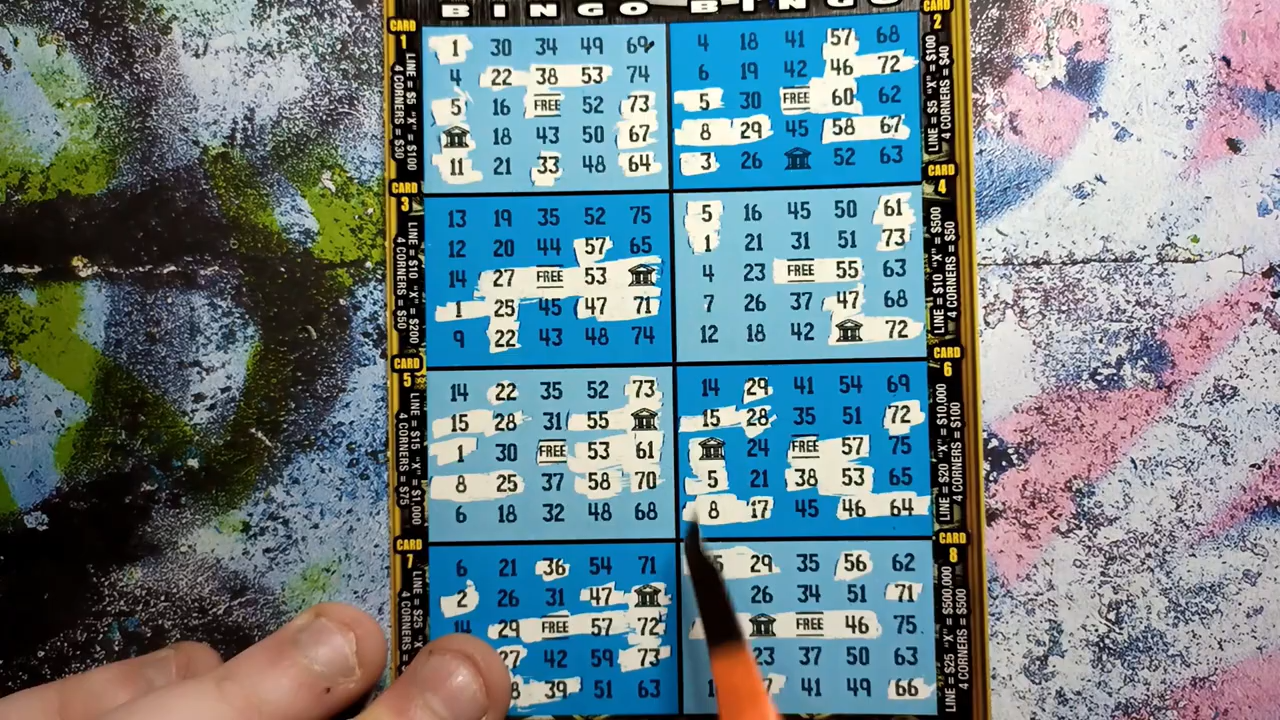 BINGO BINGO
CARD 1
LINE = $5 "X" = $100
4 CORNERS = $30
1 30 34 49 69
4 22 38 53 74
5 16 FREE 52 73
18 43 50 67
11 21 33 48 64
CARD 2
LINE = $5 "X" = $100
4 CORNERS = $40
4 18 41 57 68
6 19 42 46 72
5 30 FREE 60 62
8 29 45 58 67
3 26 52 63
CARD 3
LINE = $10 "X" = $200
4 CORNERS = $50
13 19 35 52 75
12 20 44 57 65
14 27 FREE 53
1 25 45 47 71
9 22 43 48 74
CARD 4
LINE = $10 "X" = $500
4 CORNERS = $50
5 16 45 50 61
1 21 31 51 73
4 23 FREE 55 63
7 26 37 47 68
12 18 42 72
CARD 5
LINE = $15 "X" = $1,000
4 CORNERS = $75
14 22 35 52 73
15 28 31 55
1 30 FREE 53 61
8 25 37 58 70
6 18 32 48 68
CARD 6
LINE = $20 "X" = $10,000
4 CORNERS = $100
14 29 41 54 69
15 28 35 51 72
24 FREE 57 75
5 21 38 53 65
8 17 45 46 64
CARD 7
LINE = $25 "X"
4 CORNERS
6 21 36 54 71
2 26 31 47
14 29 FREE 57 72
27 42 59 73
39 51 63
CARD 8
LINE = $50 "X" = $500,000
4 CORNERS = $500
29 35 56 62
26 34 51 71
FREE 46 75
23 37 50 63
41 49 66